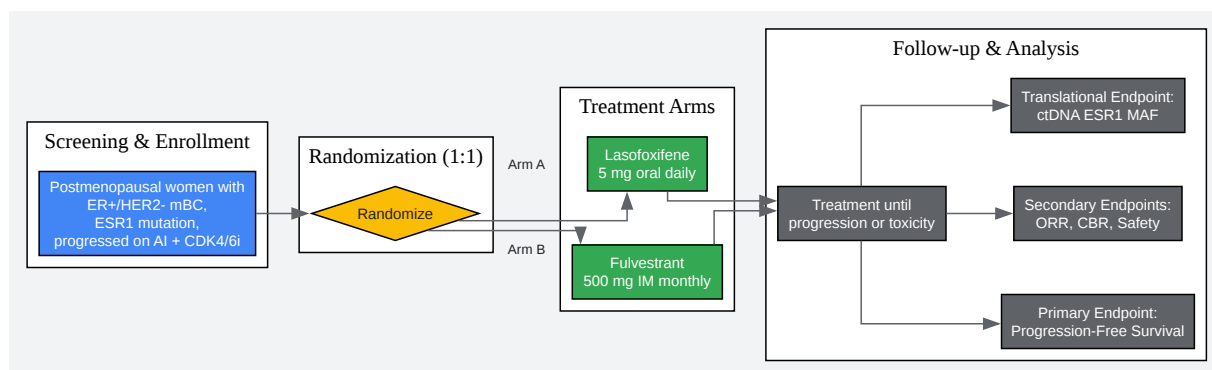 Screening & Enrollment
Postmenopausal women with
ER+/HER2- mBC,
ESR1 mutation,
progressed on AI + CDK4/6i
Randomization (1:1)
Randomize
Arm A
Arm B
Treatment Arms
Lasofoxifene
5 mg oral daily
Fulvestrant
500 mg IM monthly
Follow-up & Analysis
Treatment until
progression or toxicity
Translational Endpoint:
ctDNA ESR1 MAF
Secondary Endpoints:
ORR, CBR, Safety
Primary Endpoint:
Progression-Free Survival